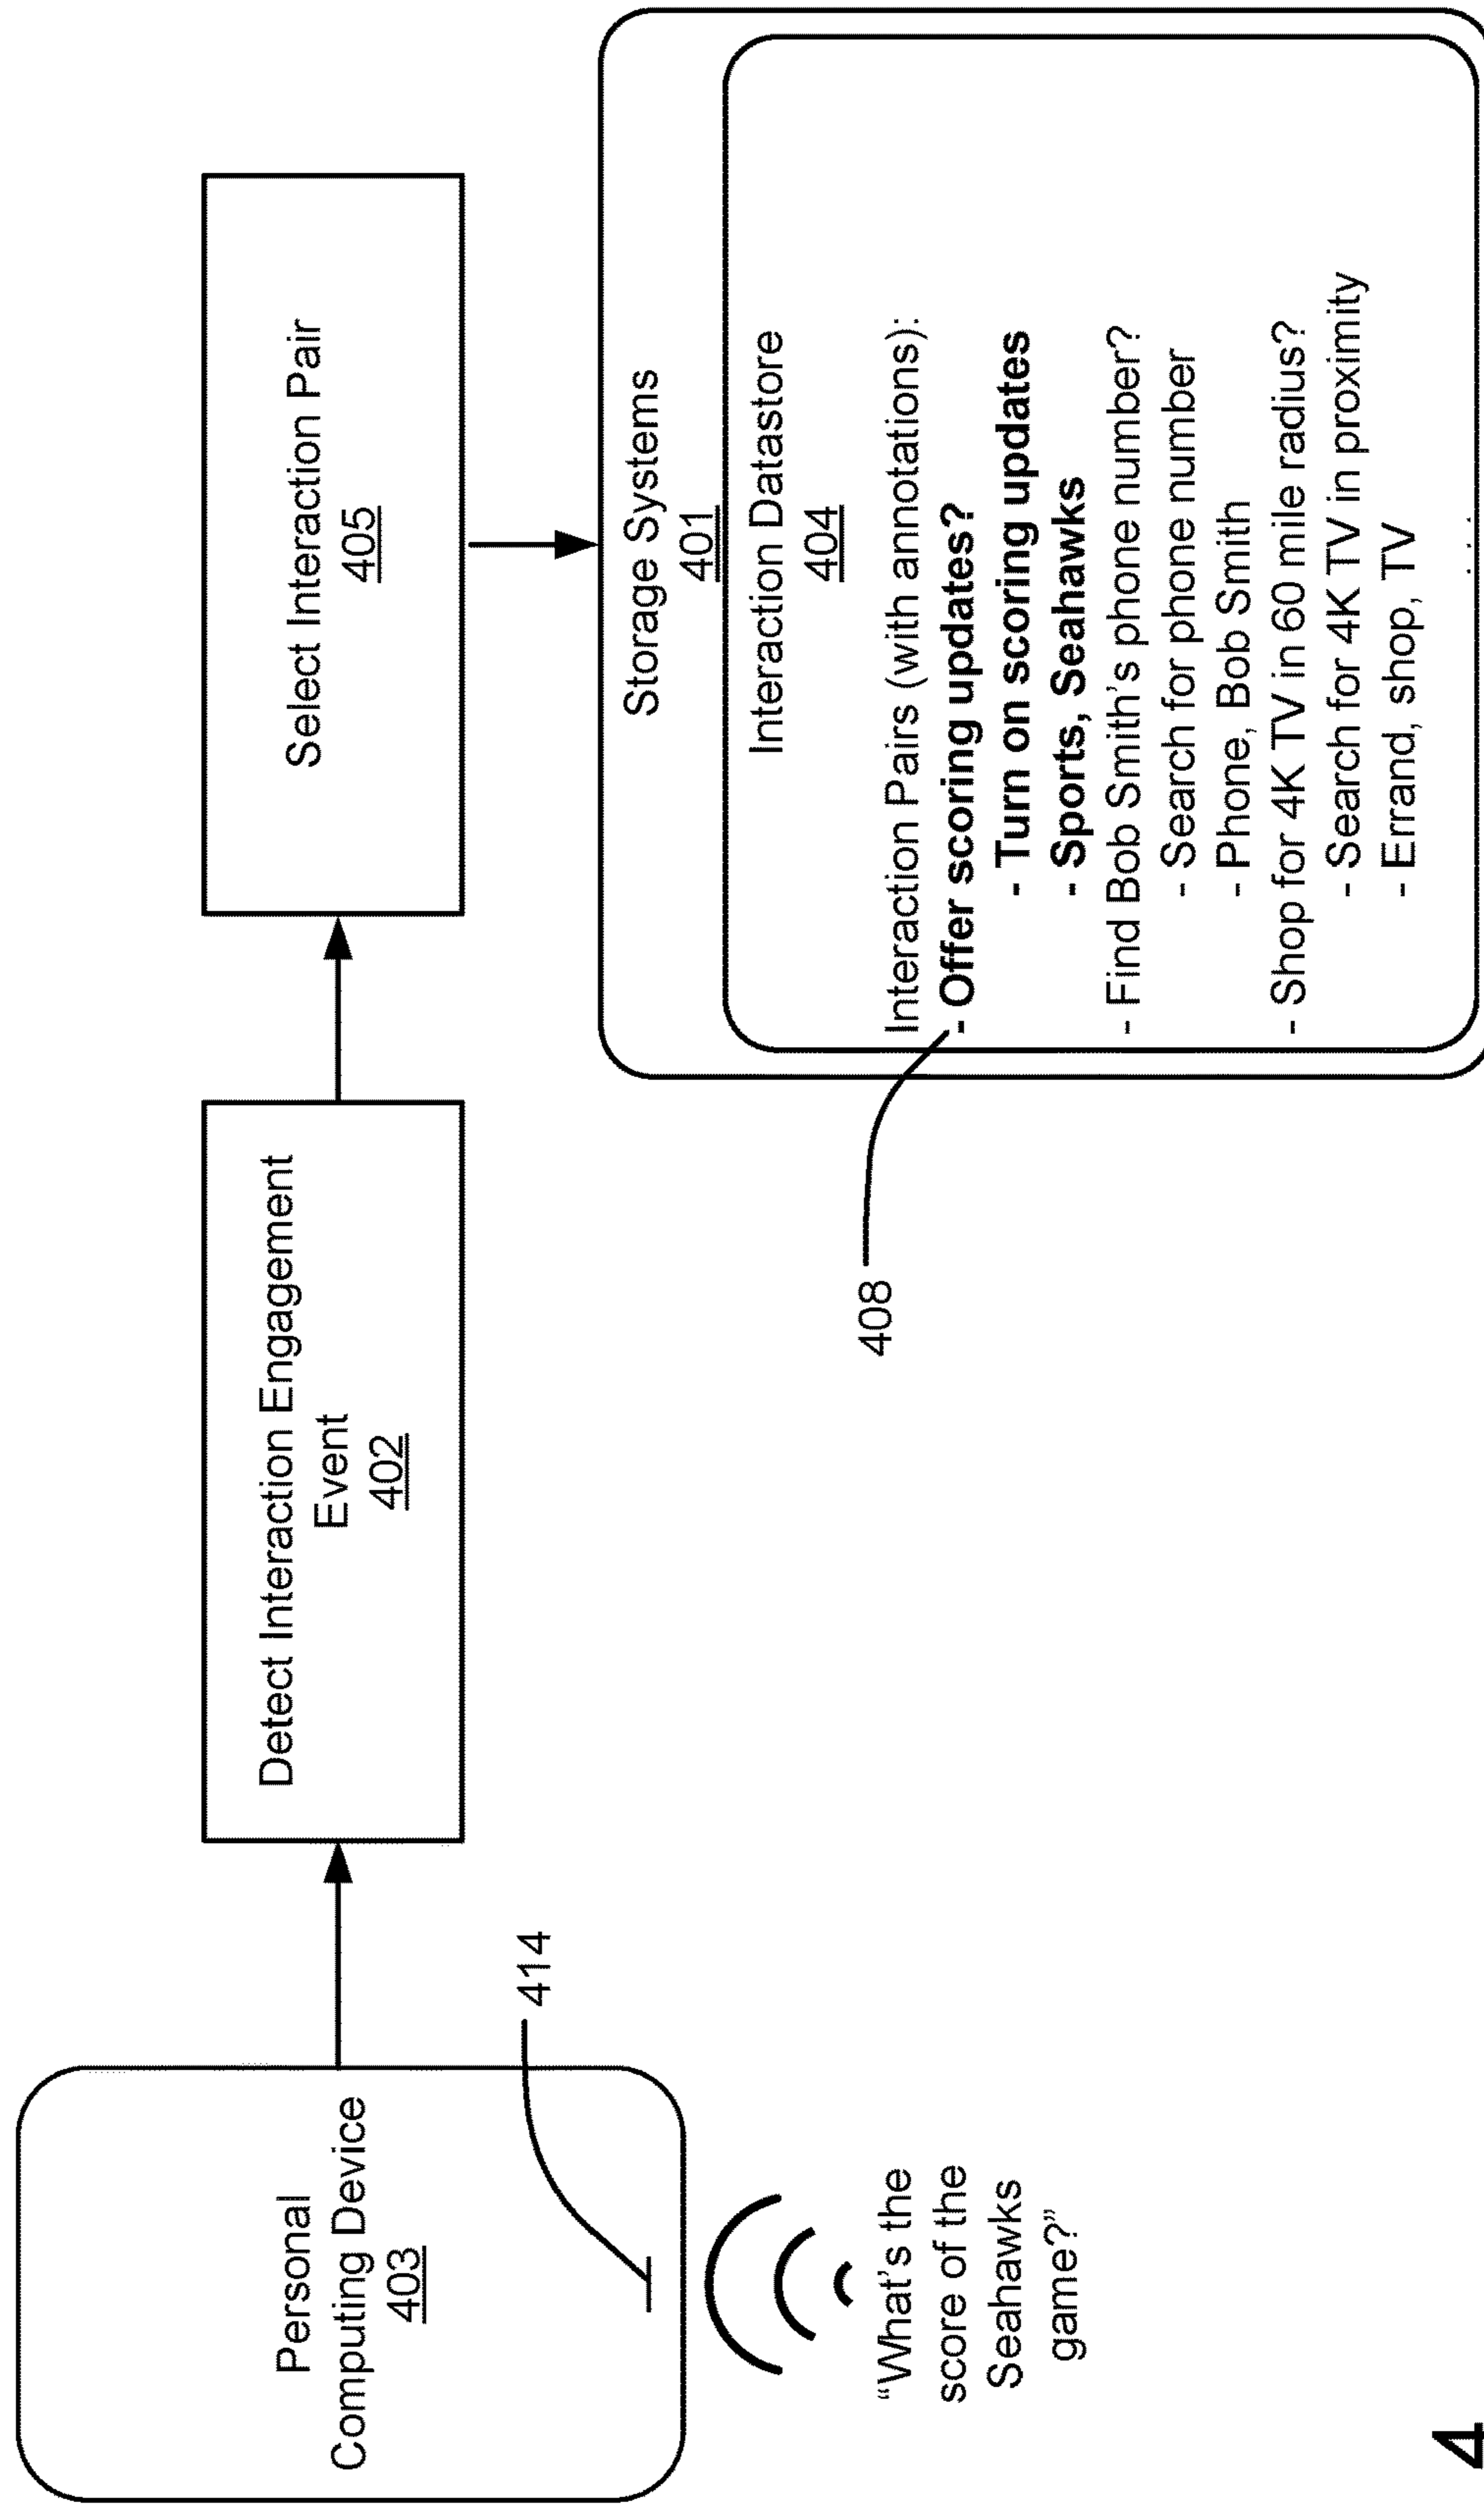 Personal
Computing Device
403
414
“What’s the
score of the
Seahawks
game?”
Detect Interaction Engagement
Event
402
Select Interaction Pair
405
408
Storage Systems
401
Interaction Datastore
404
Interaction Pairs (with annotations):
- Offer scoring updates?
- Turn on scoring updates
- Sports, Seahawks
- Find Bob Smith’s phone number?
- Search for phone number
- Phone, Bob Smith
- Shop for 4K TV in 60 mile radius?
- Search for 4K TV in proximity
- Errand, shop, TV
4